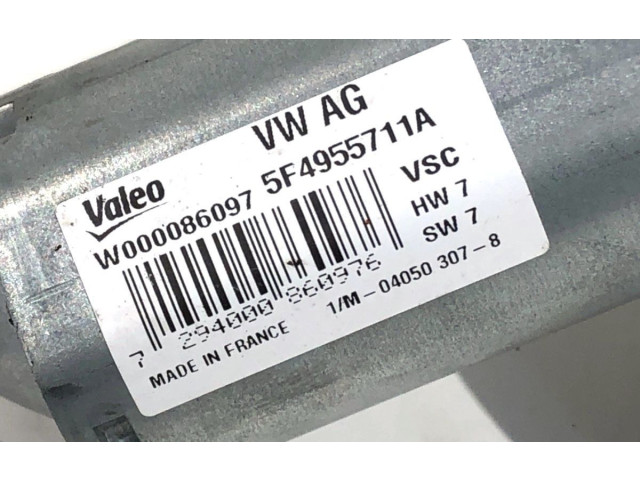 VW AG
Valeo
W000086097 5F4955711A
VSC
HW 7
SW 7
7 294000 860976
1/M-04050 307-8
MADE IN FRANCE